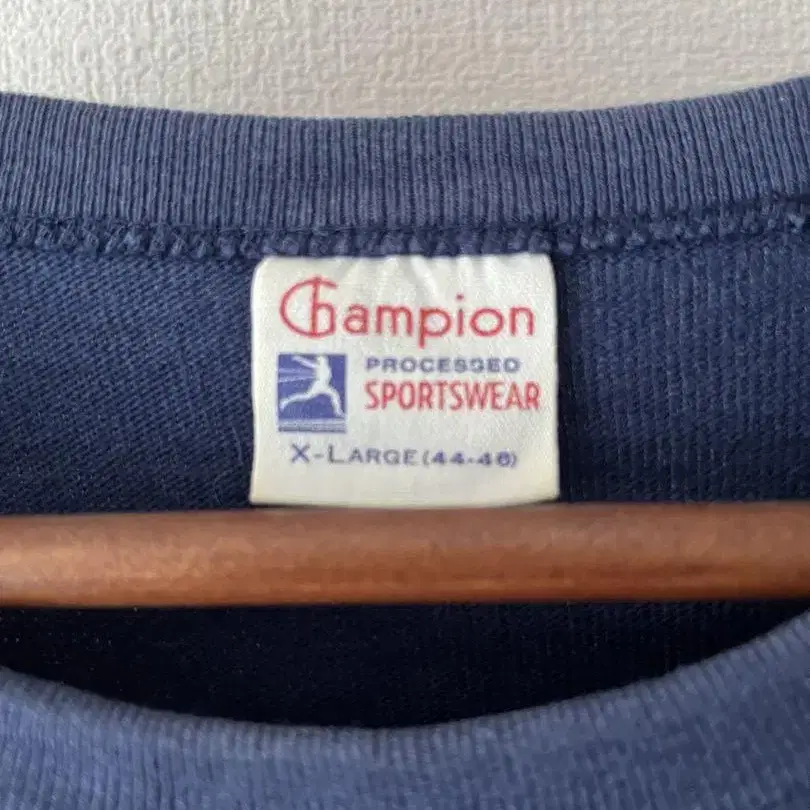 Champion
PROCESSED
SPORTSWEAR
X-LARGE (44-46)